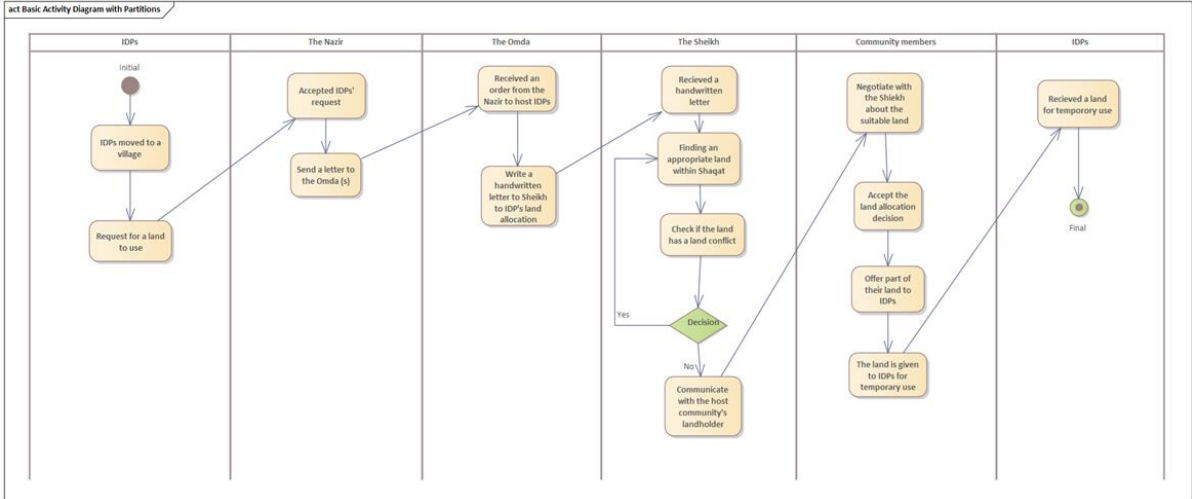 act Basic Activity Diagram with Partitions
IDPs
The Nazir
The Omda
The Sheikh
Community members
IDPs
Initial
IDPs moved to a
village
Request for a land
to use
Accepted IDPs'
request
Send a letter to
the Omda (s)
Received an
order from the
Nazir to host IDPs
Write a
handwritten
letter to Sheikh
to IDP's land
allocation
Recieved a
handwritten
letter
Finding an
appropriate land
within Shaqat
Check if the land
has a land conflict
Decision
Yes
No
Communicate
with the host
community's
landholder
Negotiate with
the Shiekh
about the
suitable land
Accept the
land allocation
decision
Offer part of
their land to
IDPs
The land is given
to IDPs for
temporary use
Recieved a land
for temporory use
Final